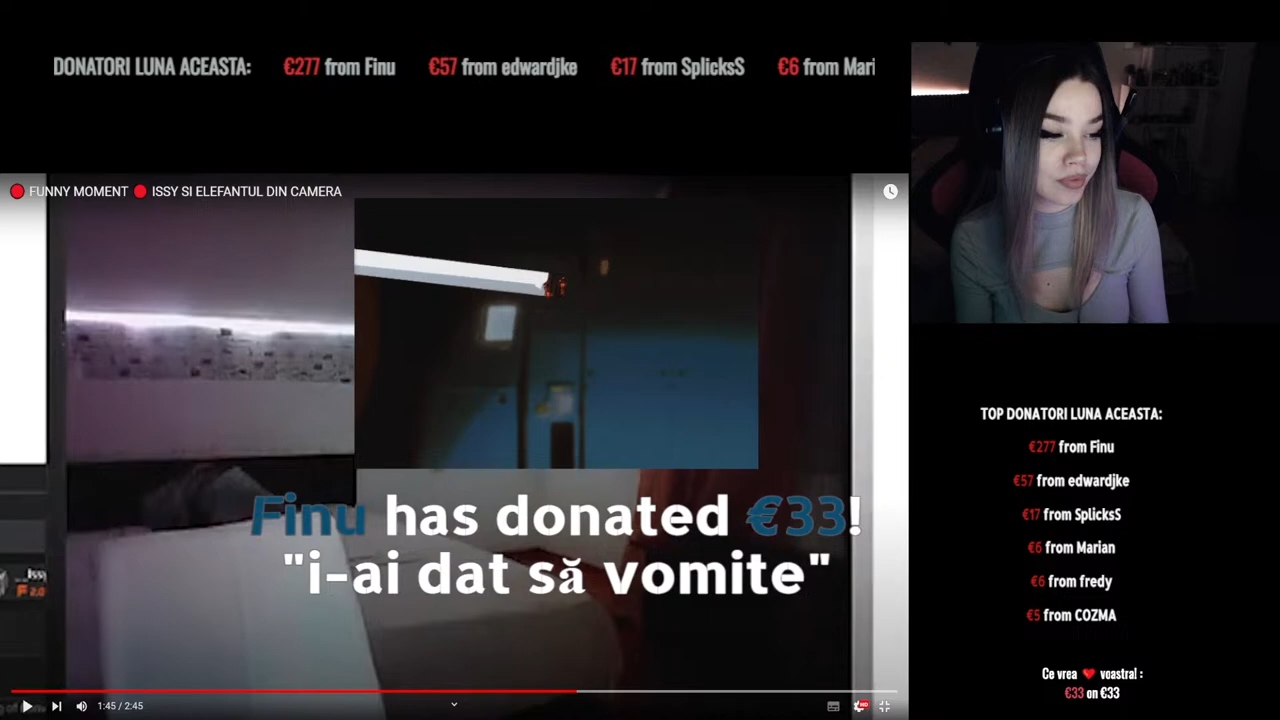 DONATORI LUNA ACEASTA: €277 from Finu €57 from edwardjke €17 from SplicksS €6 from Mari
FUNNY MOMENT ISSY SI ELEFANTUL DIN CAMERA
Finu has donated €33!
"i-ai dat să vomite"
1:45 / 2:45
HD
TOP DONATORI LUNA ACEASTA:
€277 from Finu
€57 from edwardjke
€17 from SplicksS
€6 from Marian
€6 from fredy
€5 from COZMA
Ce vrea ❤ voastra! :
€33 on €33